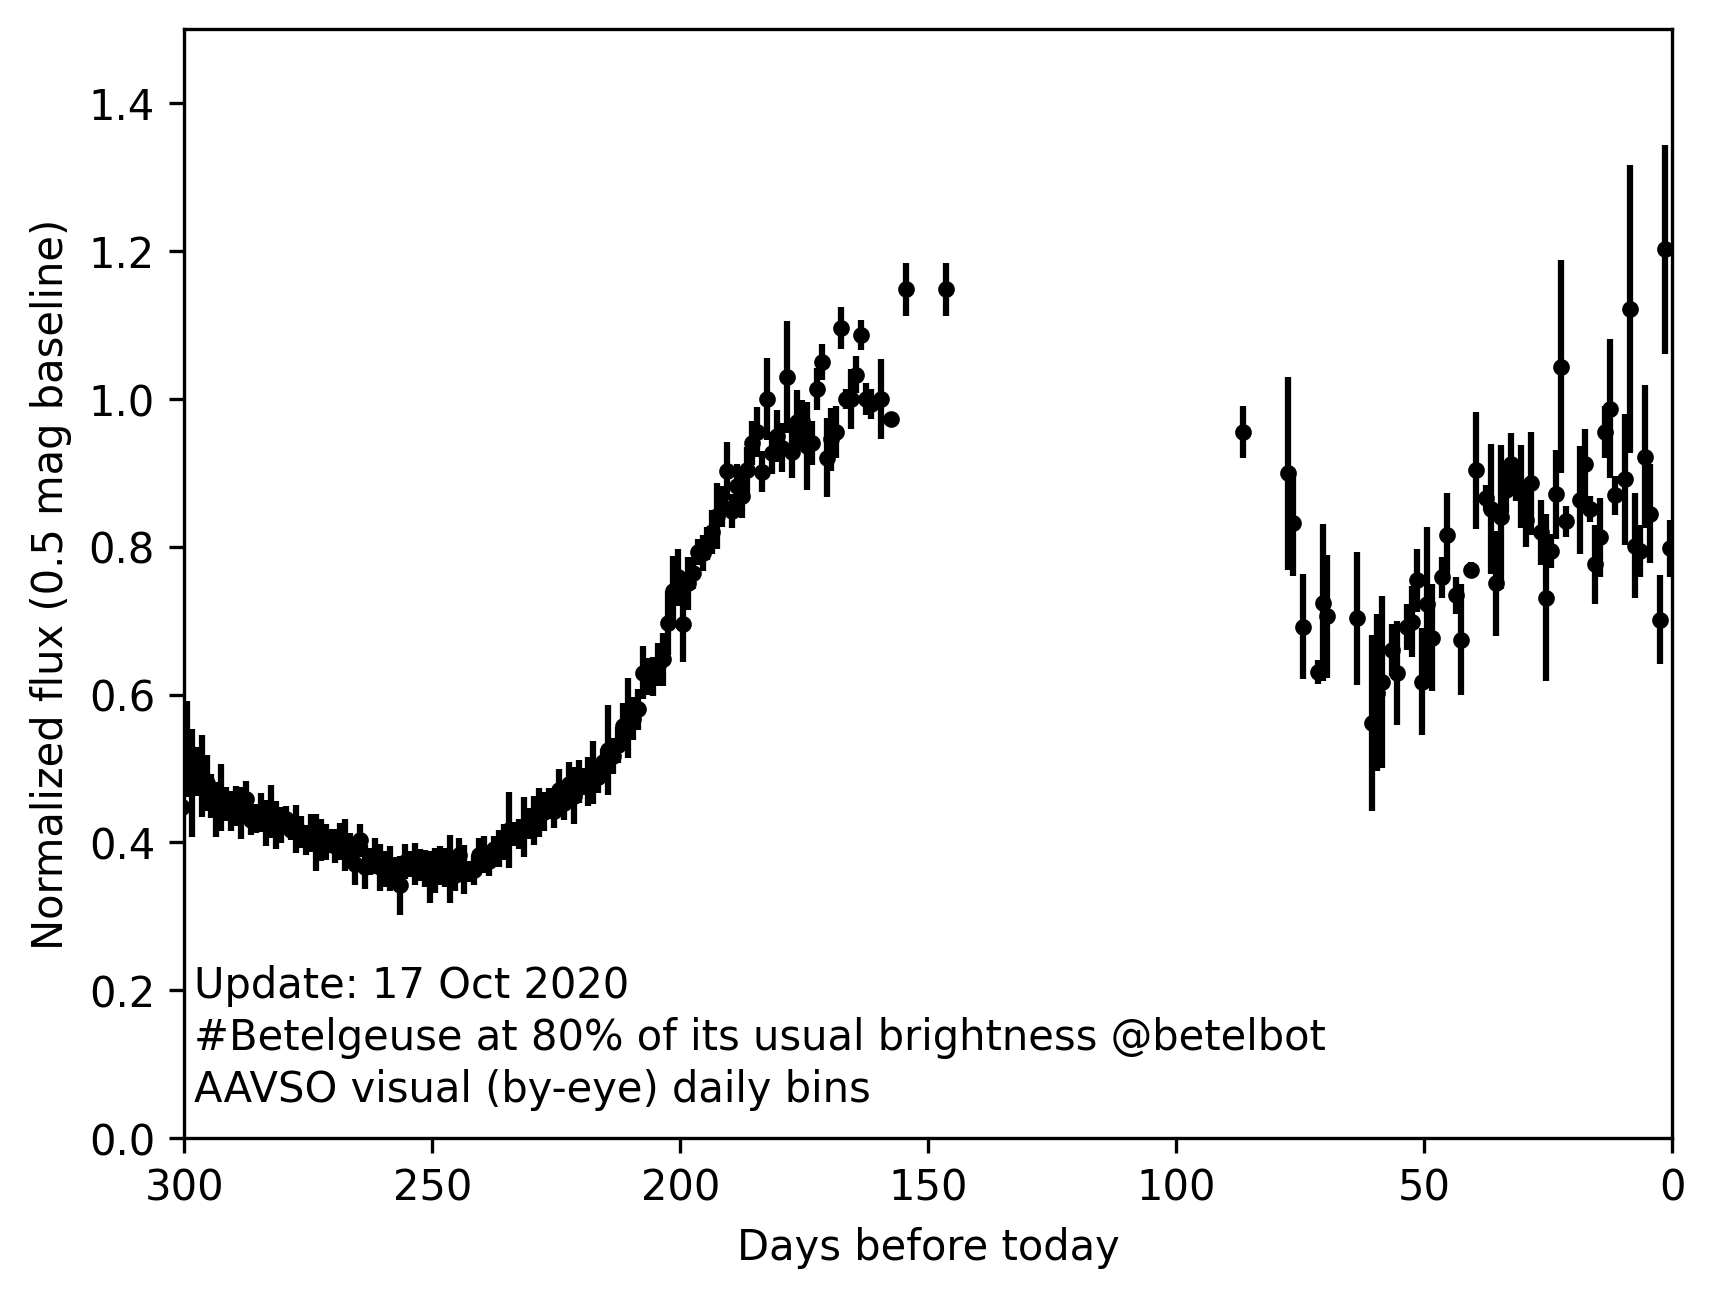 1.4
1.2
1.0
0.8
0.6
0.4
0.2
0.0
Normalized flux (0.5 mag baseline)
Update: 17 Oct 2020
#Betelgeuse at 80% of its usual brightness @betelbot
AAVSO visual (by-eye) daily bins
300 250 200 150 100 50 0
Days before today